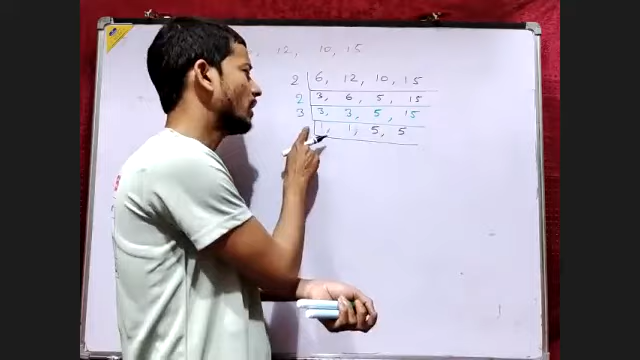 12, 10, 15
2 6, 12, 10, 15
2 3, 6, 5, 15
3 3, 3, 5, 15
1, 1, 5, 5